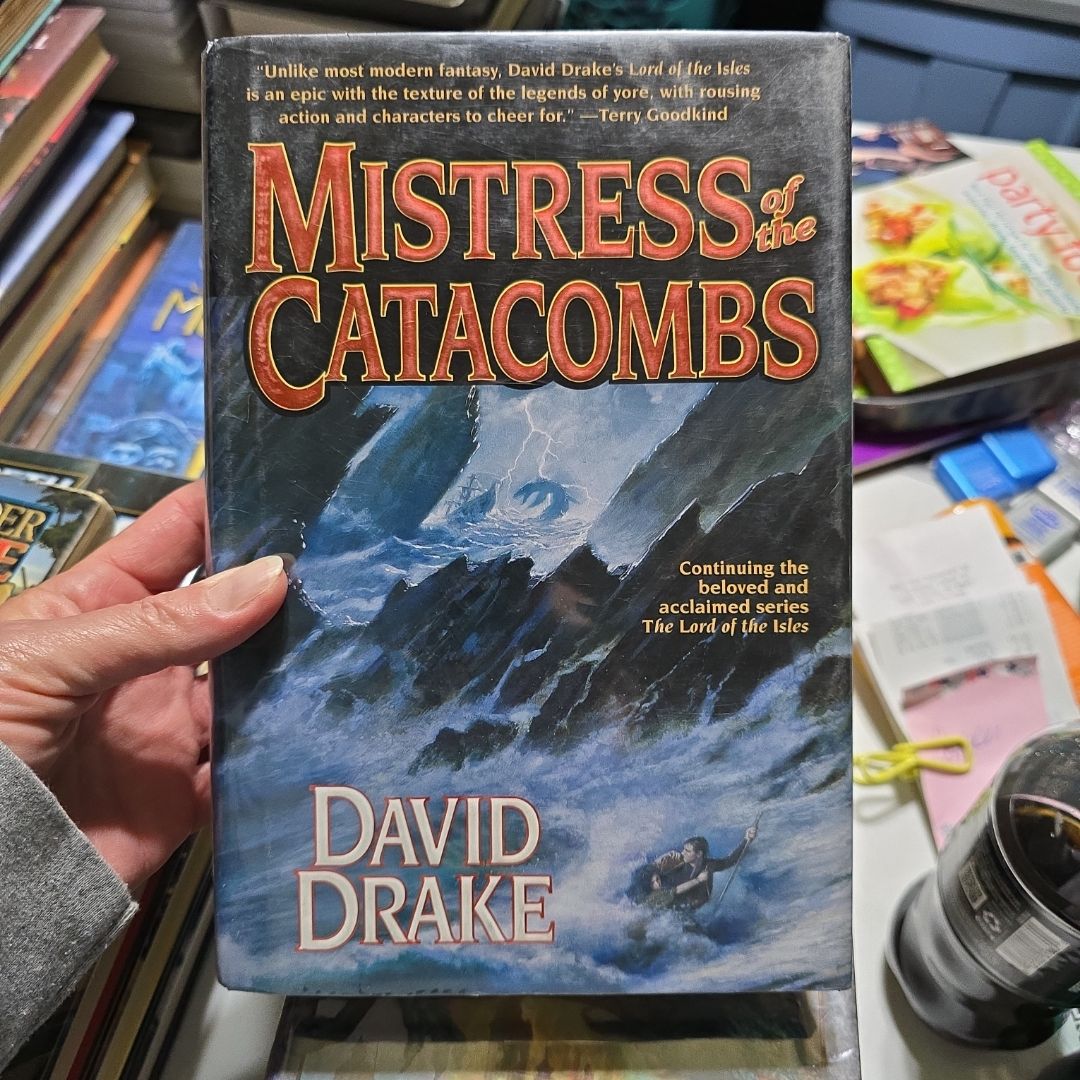 "Unlike most modern fantasy, David Drake's Lord of the Isles
is an epic with the texture of the legends of yore, with rousing
action and characters to cheer for." —Terry Goodkind
MISTRESS of the
CATACOMBS
Continuing the
beloved and
acclaimed series
The Lord of the Isles
DAVID
DRAKE